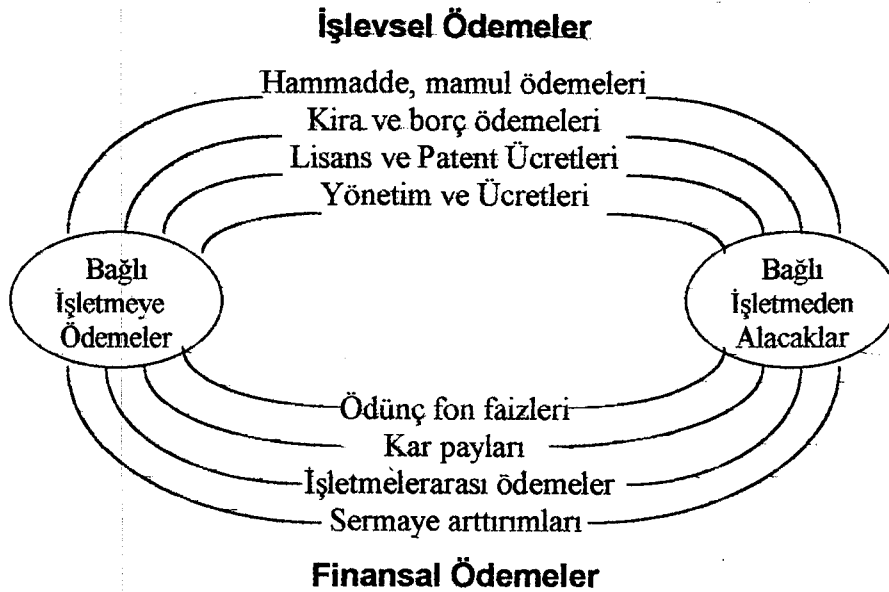 İşlevsel Ödemeler
Hammadde, mamul ödemeleri
Kira ve borç ödemeleri
Lisans ve Patent Ücretleri
Yönetim ve Ücretleri
Bağlı
İşletmeye
Ödemeler
Bağlı
İşletmeden
Alacaklar
Ödünç fon faizleri
Kar payları
İşletmelerarası ödemeler
Sermaye arttırımları
Finansal Ödemeler